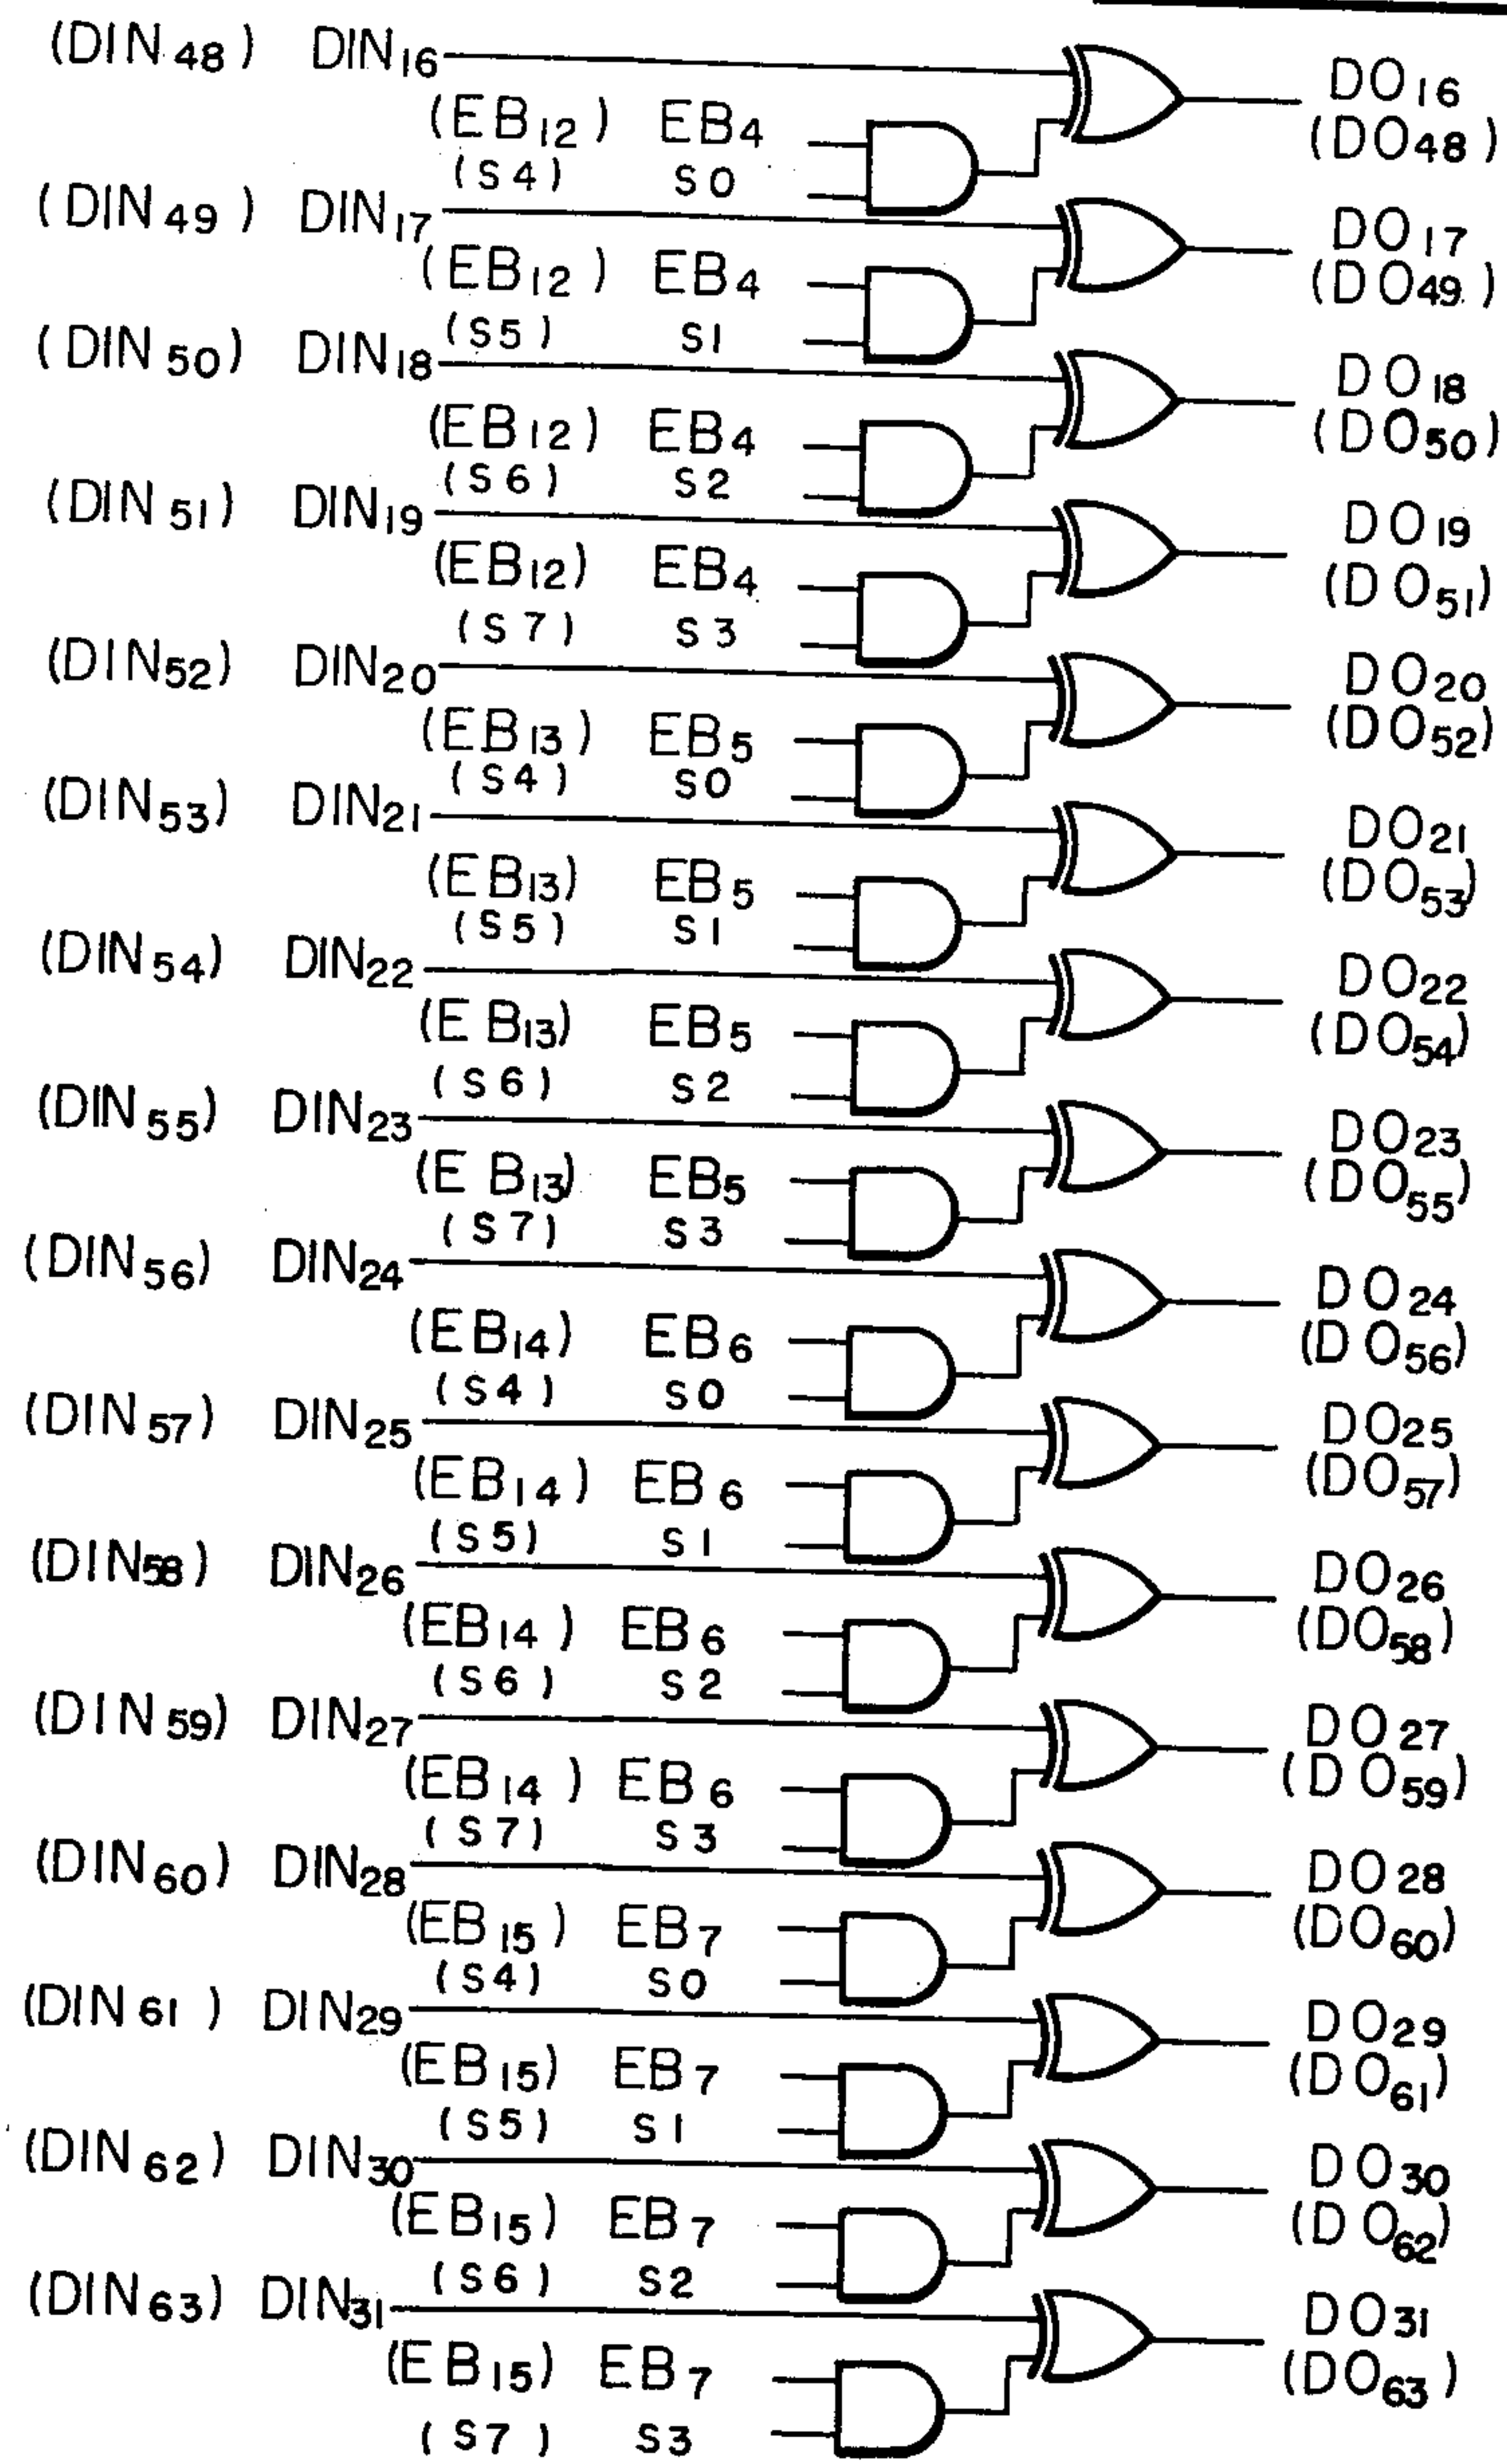 (DIN48) DIN16 DO16
(EB12) EB4 (DO48)
(S4) S0
(DIN49) DIN17 DO17
(EB12) EB4 (DO49)
(S5) S1
(DIN50) DIN18 DO18
(EB12) EB4 (DO50)
(S6) S2
(DIN51) DIN19 DO19
(EB12) EB4 (DO51)
(S7) S3
(DIN52) DIN20 DO20
(EB13) EB5 (DO52)
(S4) S0
(DIN53) DIN21 DO21
(EB13) EB5 (DO53)
(S5) S1
(DIN54) DIN22 DO22
(EB13) EB5 (DO54)
(S6) S2
(DIN55) DIN23 DO23
(EB13) EB5 (DO55)
(S7) S3
(DIN56) DIN24 DO24
(EB14) EB6 (DO56)
(S4) S0
(DIN57) DIN25 DO25
(EB14) EB6 (DO57)
(S5) S1
(DIN58) DIN26 DO26
(EB14) EB6 (DO58)
(S6) S2
(DIN59) DIN27 DO27
(EB14) EB6 (DO59)
(S7) S3
(DIN60) DIN28 DO28
(EB15) EB7 (DO60)
(S4) S0
(DIN61) DIN29 DO29
(EB15) EB7 (DO61)
(S5) S1
(DIN62) DIN30 DO30
(EB15) EB7 (DO62)
(S6) S2
(DIN63) DIN31 DO31
(EB15) EB7 (DO63)
(S7) S3